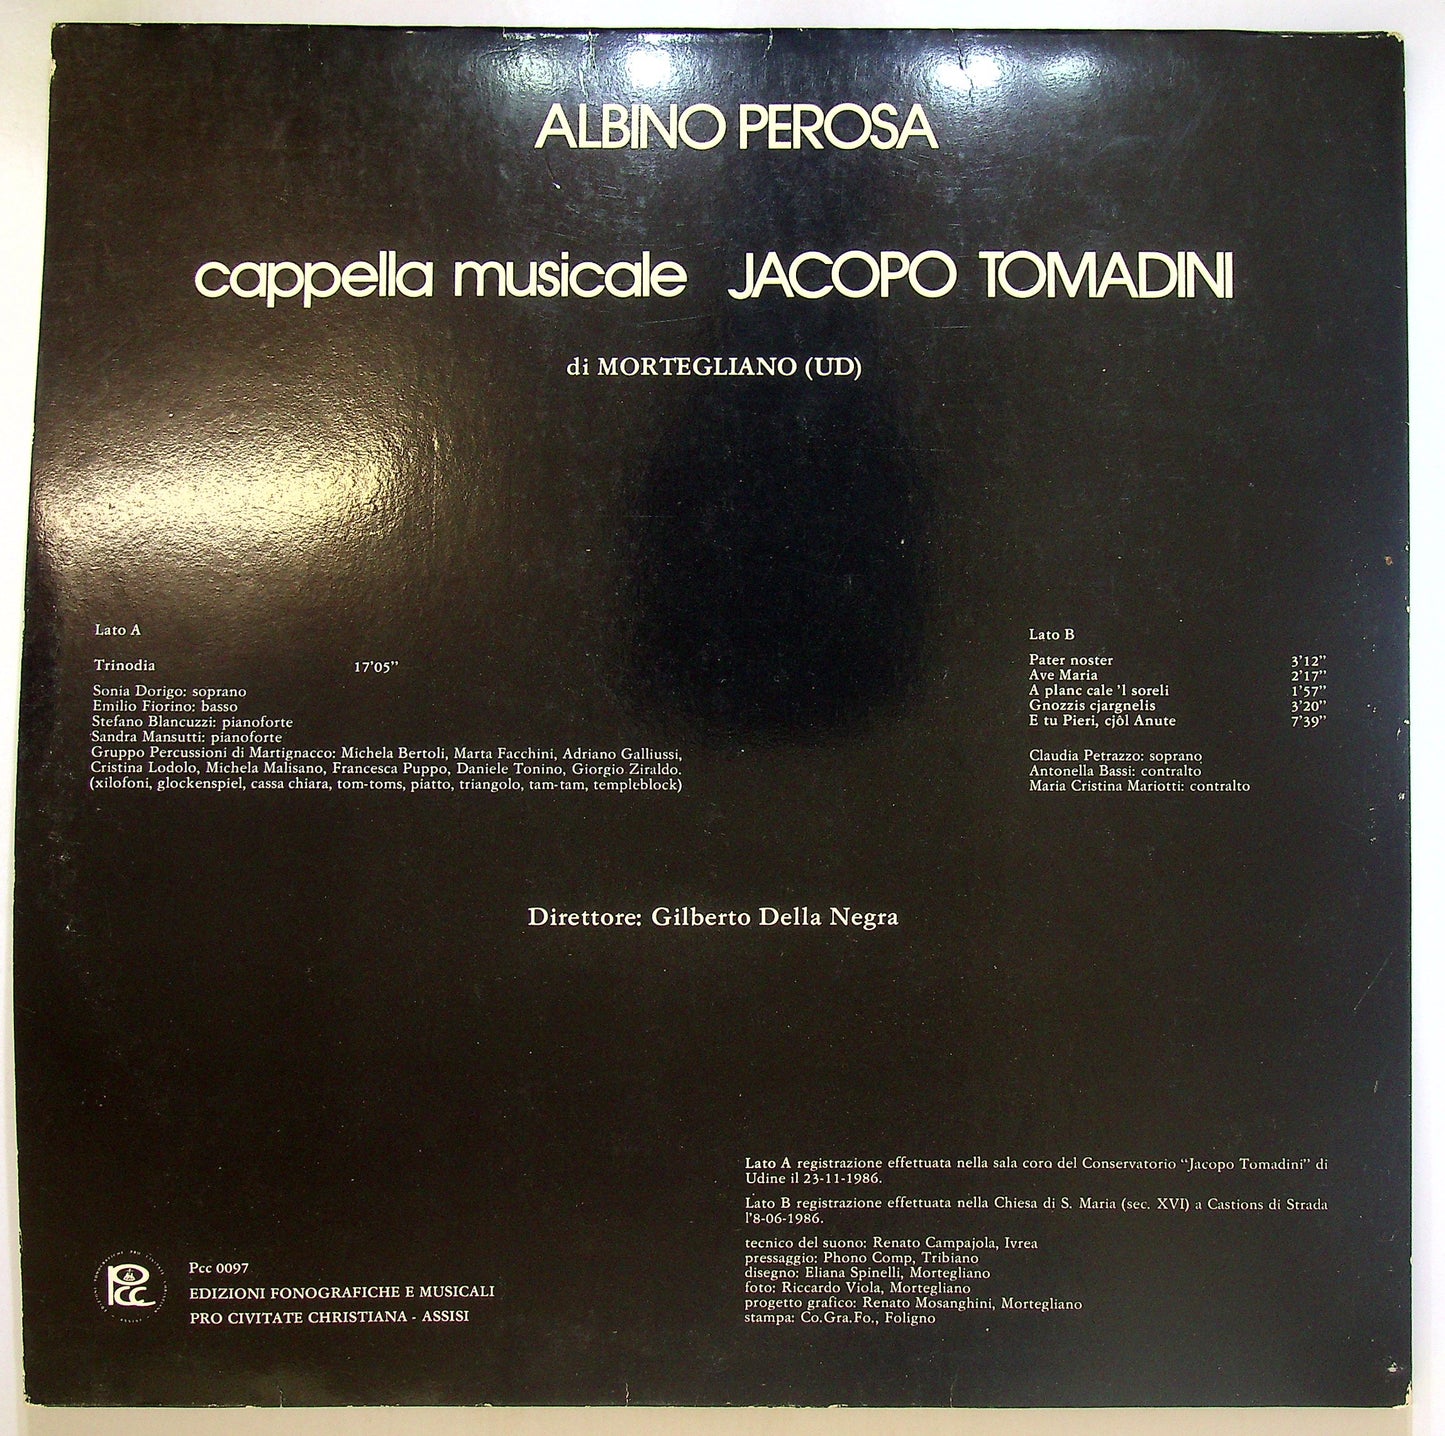 ALBINO PEROSA
cappella musicale JACOPO TOMADINI
di MORTEGLIANO (UD)
Lato A
Trinodia 17'05"
Sonia Dorigo: soprano
Emilio Fiorino: basso
Stefano Blancuzzi: pianoforte
Sandra Mansutti: pianoforte
Gruppo Percussioni di Martignacco: Michela Bertoli, Marta Facchini, Adriano Galliussi,
Cristina Lodolo, Michela Malisano, Francesca Puppo, Daniele Tonino, Giorgio Ziraldo.
(xilofoni, glockenspiel, cassa chiara, tom-toms, piatto, triangolo, tam-tam, templeblock)
Lato B
Pater noster 3'12"
Ave Maria 2'17"
A planc cale 'l soreli 1'57"
Gnozzis cjargnelis 3'20"
E tu Pieri, cjôl Anute 7'39"
Claudia Petrazzo: soprano
Antonella Bassi: contralto
Maria Cristina Mariotti: contralto
Direttore: Gilberto Della Negra
Lato A registrazione effettuata nella sala coro del Conservatorio “Jacopo Tomadini” di
Udine il 23-11-1986.
Lato B registrazione effettuata nella Chiesa di S. Maria (sec. XVI) a Castions di Strada
l'8-06-1986.
tecnico del suono: Renato Campajola, Ivrea
pressaggio: Phono Comp, Tribiano
disegno: Eliana Spinelli, Mortegliano
foto: Riccardo Viola, Mortegliano
progetto grafico: Renato Mosanghini, Mortegliano
stampa: Co.Gra.Fo., Foligno
Pcc
Pcc 0097
EDIZIONI FONOGRAFICHE E MUSICALI
PRO CIVITATE CHRISTIANA - ASSISI